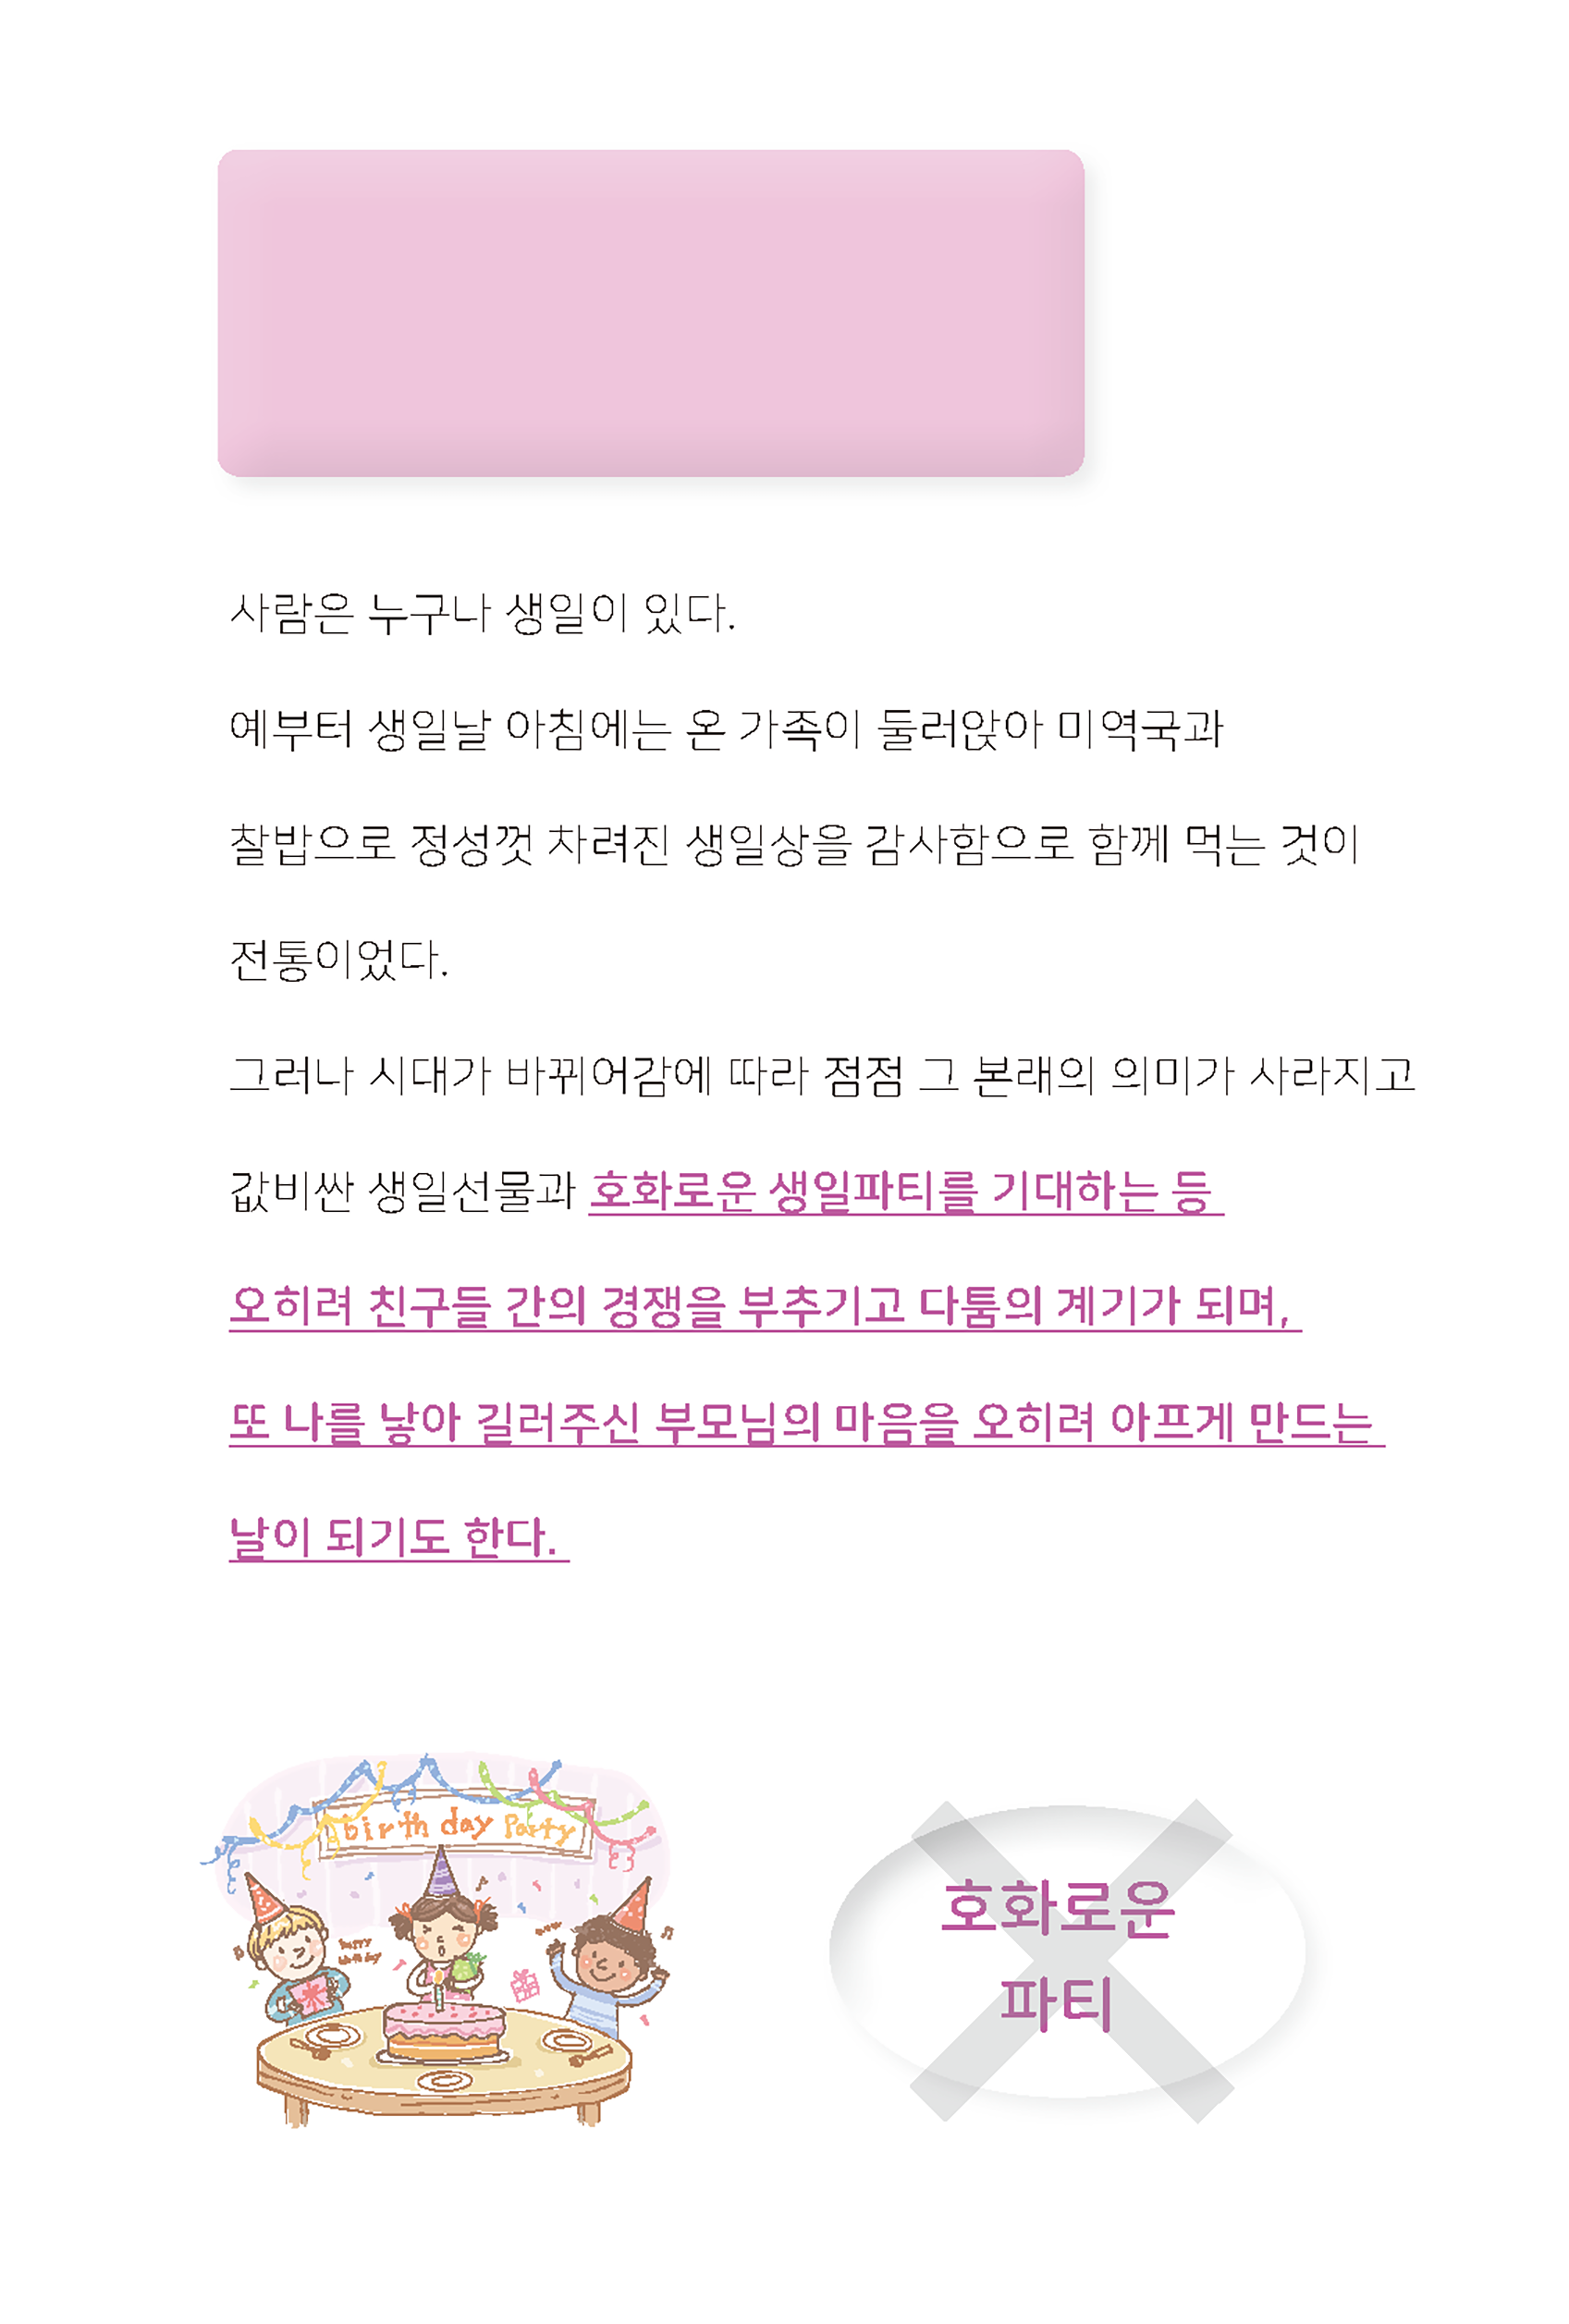 사람은 누구나 생일이 있다.
예부터 생일날 아침에는 온 가족이 둘러앉아 미역국과
찰밥으로 정성껏 차려진 생일상을 감사함으로 함께 먹는 것이
전통이었다.
그러나 시대가 바뀌어감에 따라 점점 그 본래의 의미가 사라지고
값비싼 생일선물과 호화로운 생일파티를 기대하는 등
오히려 친구들 간의 경쟁을 부추기고 다툼의 계기가 되며,
또 나를 낳아 길러주신 부모님의 마음을 오히려 아프게 만드는
날이 되기도 한다.
birth day Party
호화로운
파티